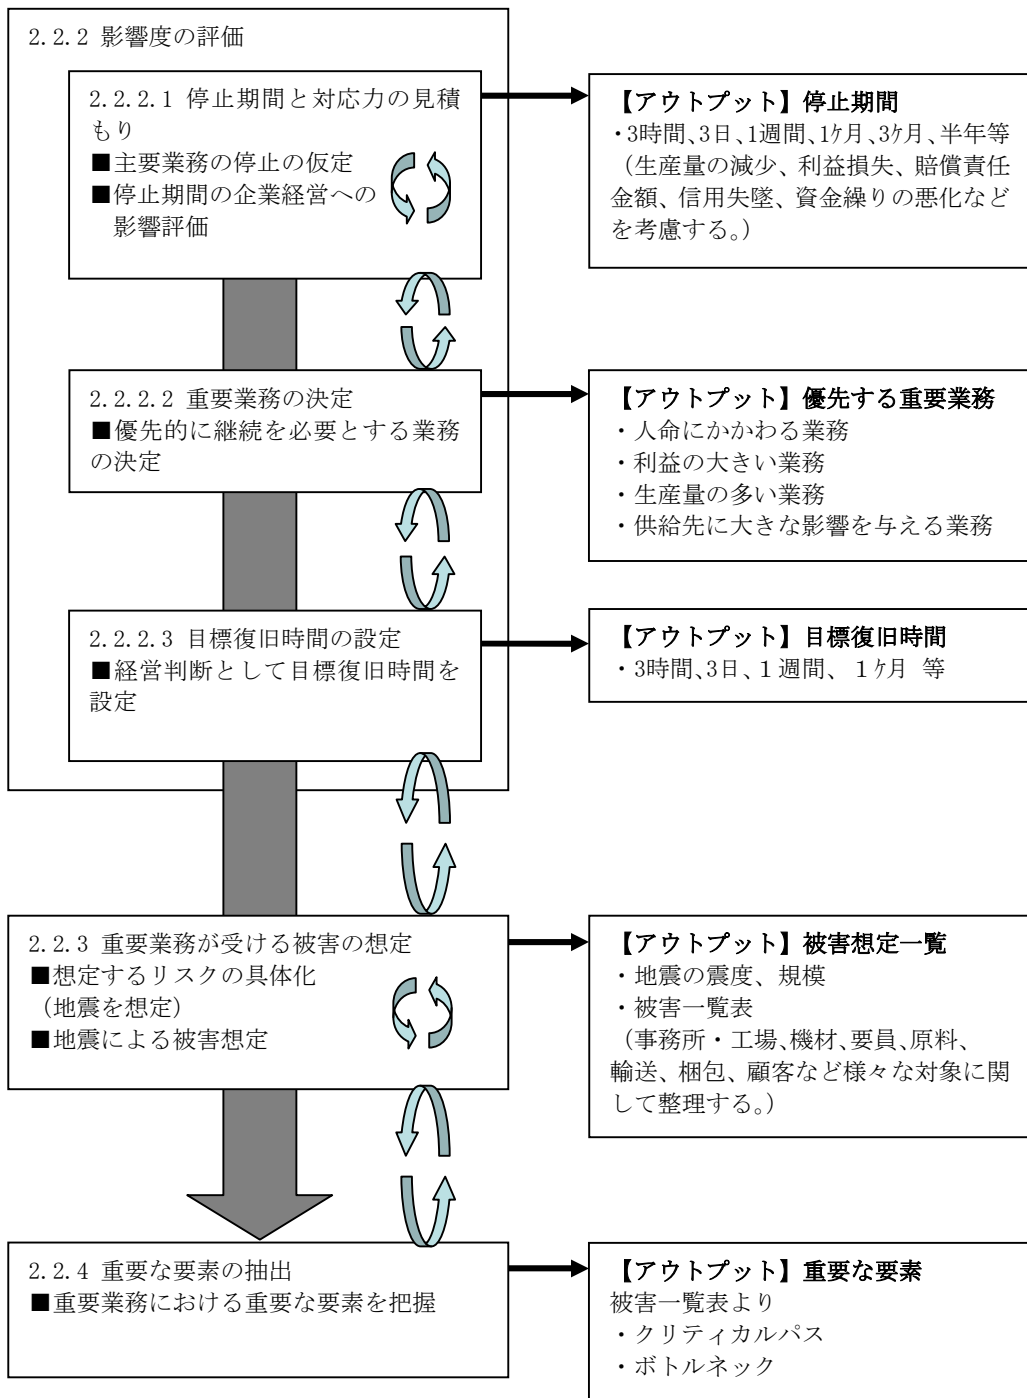 2.2.2 影響度の評価
2.2.2.1 停止期間と対応力の見積
もり
■主要業務の停止の仮定
■停止期間の企業経営への
影響評価
【アウトプット】停止期間
・3時間、3日、1週間、1ヶ月、3ヶ月、半年等
（生産量の減少、利益損失、賠償責任
金額、信用失墜、資金繰りの悪化など
を考慮する。）
2.2.2.2 重要業務の決定
■優先的に継続を必要とする業務
の決定
【アウトプット】優先する重要業務
・人命にかかわる業務
・利益の大きい業務
・生産量の多い業務
・供給先に大きな影響を与える業務
2.2.2.3 目標復旧時間の設定
■経営判断として目標復旧時間を
設定
【アウトプット】目標復旧時間
・3時間、3日、１週間、１ヶ月 等
2.2.3 重要業務が受ける被害の想定
■想定するリスクの具体化
（地震を想定）
■地震による被害想定
【アウトプット】被害想定一覧
・地震の震度、規模
・被害一覧表
（事務所・工場、機材、要員、原料、
輸送、梱包、顧客など様々な対象に関
して整理する。）
2.2.4 重要な要素の抽出
■重要業務における重要な要素を把握
【アウトプット】重要な要素
被害一覧表より
・クリティカルパス
・ボトルネック